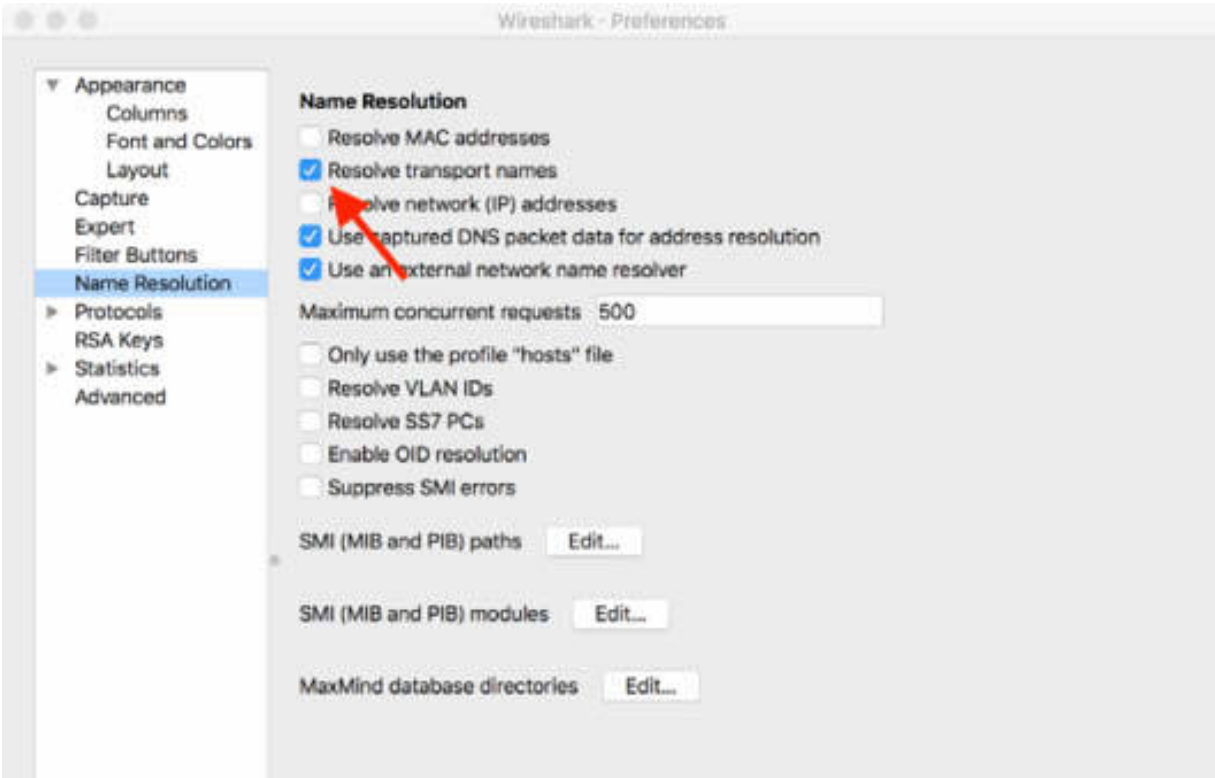 Wireshark - Preferences
Appearance
Columns
Font and Colors
Layout
Capture
Expert
Filter Buttons
Name Resolution
Protocols
RSA Keys
Statistics
Advanced
Name Resolution
Resolve MAC addresses
Resolve transport names
network (IP) addresses
Use captured DNS packet data for address resolution
Use an external network name resolver
Maximum concurrent requests 500
Only use the profile "hosts" file
Resolve VLAN IDs
Resolve SS7 PCs
Enable OID resolution
Suppress SMI errors
SMI (MIB and PIB) paths Edit...
SMI (MIB and PIB) modules Edit...
MaxMind database directories Edit...